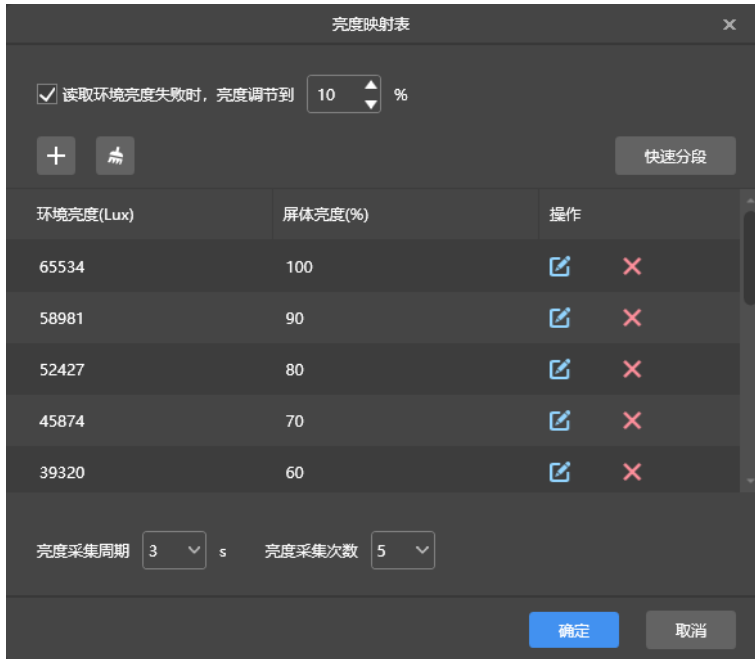 亮度映射表
读取环境亮度失败时，亮度调节到 10 %
快速分段
环境亮度(Lux) 屏体亮度(%) 操作
65534 100
58981 90
52427 80
45874 70
39320 60
亮度采集周期 3 s 亮度采集次数 5
确定 取消